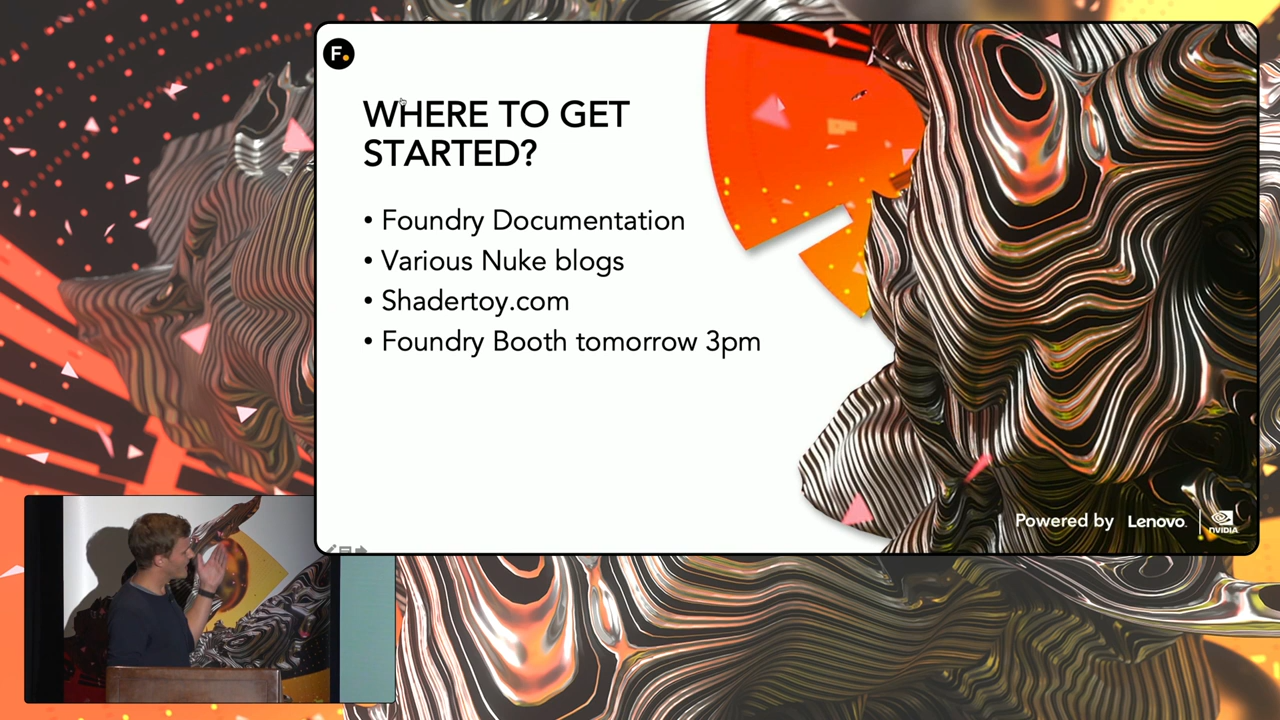 F.
WHERE TO GET
STARTED?
• Foundry Documentation
• Various Nuke blogs
• Shadertoy.com
• Foundry Booth tomorrow 3pm
Powered by Lenovo. NVIDIA